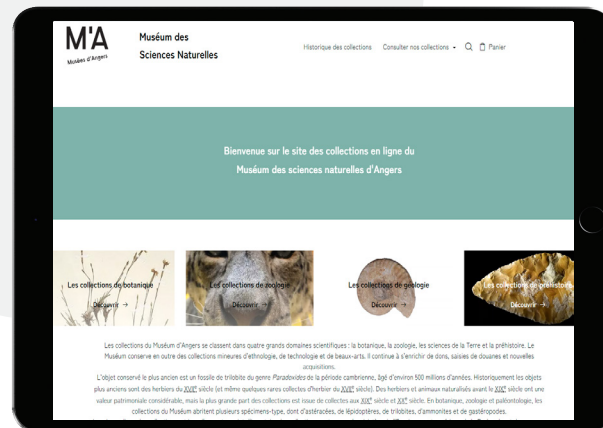 M'A
Musées d'Angers
Muséum des
Sciences Naturelles
Historique des collections
Consulter nos collections
Panier
Bienvenue sur le site des collections en ligne du
Muséum des sciences naturelles d'Angers
Les collections de botanique
Découvrir →
Les collections de zoologie
Découvrir →
Les collections de géologie
Découvrir →
Les collections de préhistoire
Découvrir →
Les collections du Muséum d'Angers se classent dans quatre grands domaines scientifiques : la botanique, la zoologie, les sciences de la Terre et la préhistoire. Le
Muséum conserve en outre des collections mineures d'ethnologie, de technologie et de beaux-arts. Il continue à s'enrichir de dons, saisies de douanes et nouvelles
acquisitions.
L'objet conservé le plus ancien est un fossile de trilobite du genre Paradoxides de la période cambrienne, âgé d'environ 500 millions d'années. Historiquement les objets
plus anciens sont des herbiers du XVIIe siècle (et même quelques rares collectes d'herbier du XVIIe siècle). Des herbiers et animaux naturalisés avant le XIXe siècle ont une
valeur patrimoniale considérable, mais la plus grande part des collections est issue de collectes aux XIXe siècle et XXe siècle. En botanique, zoologie et paléontologie, les
collections du Muséum abritent plusieurs spécimens-type, dont d'astéracées, de lépidoptères, de trilobites, d'ammonites et de gastéropodes.